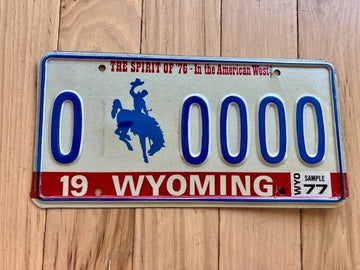 THE SPIRIT OF '76 - In the American West!
0 0000
19 WYOMING
WYO SAMPLE 77